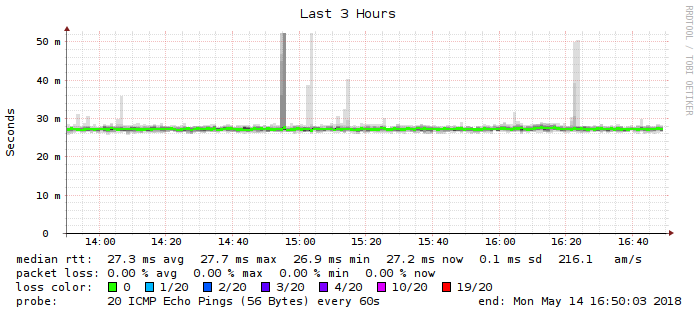 Last 3 Hours
RRDTOOL / TOBI OETIKER
Seconds
50 m
40 m
30 m
20 m
10 m
0
14:00 14:20 14:40 15:00 15:20 15:40 16:00 16:20 16:40
median rtt: 27.3 ms avg 27.7 ms max 26.9 ms min 27.2 ms now 0.1 ms sd 216.1 am/s
packet loss: 0.00 % avg 0.00 % max 0.00 % min 0.00 % now
loss color: 0 1/20 2/20 3/20 4/20 10/20 19/20
probe: 20 ICMP Echo Pings (56 Bytes) every 60s end: Mon May 14 16:50:03 2018